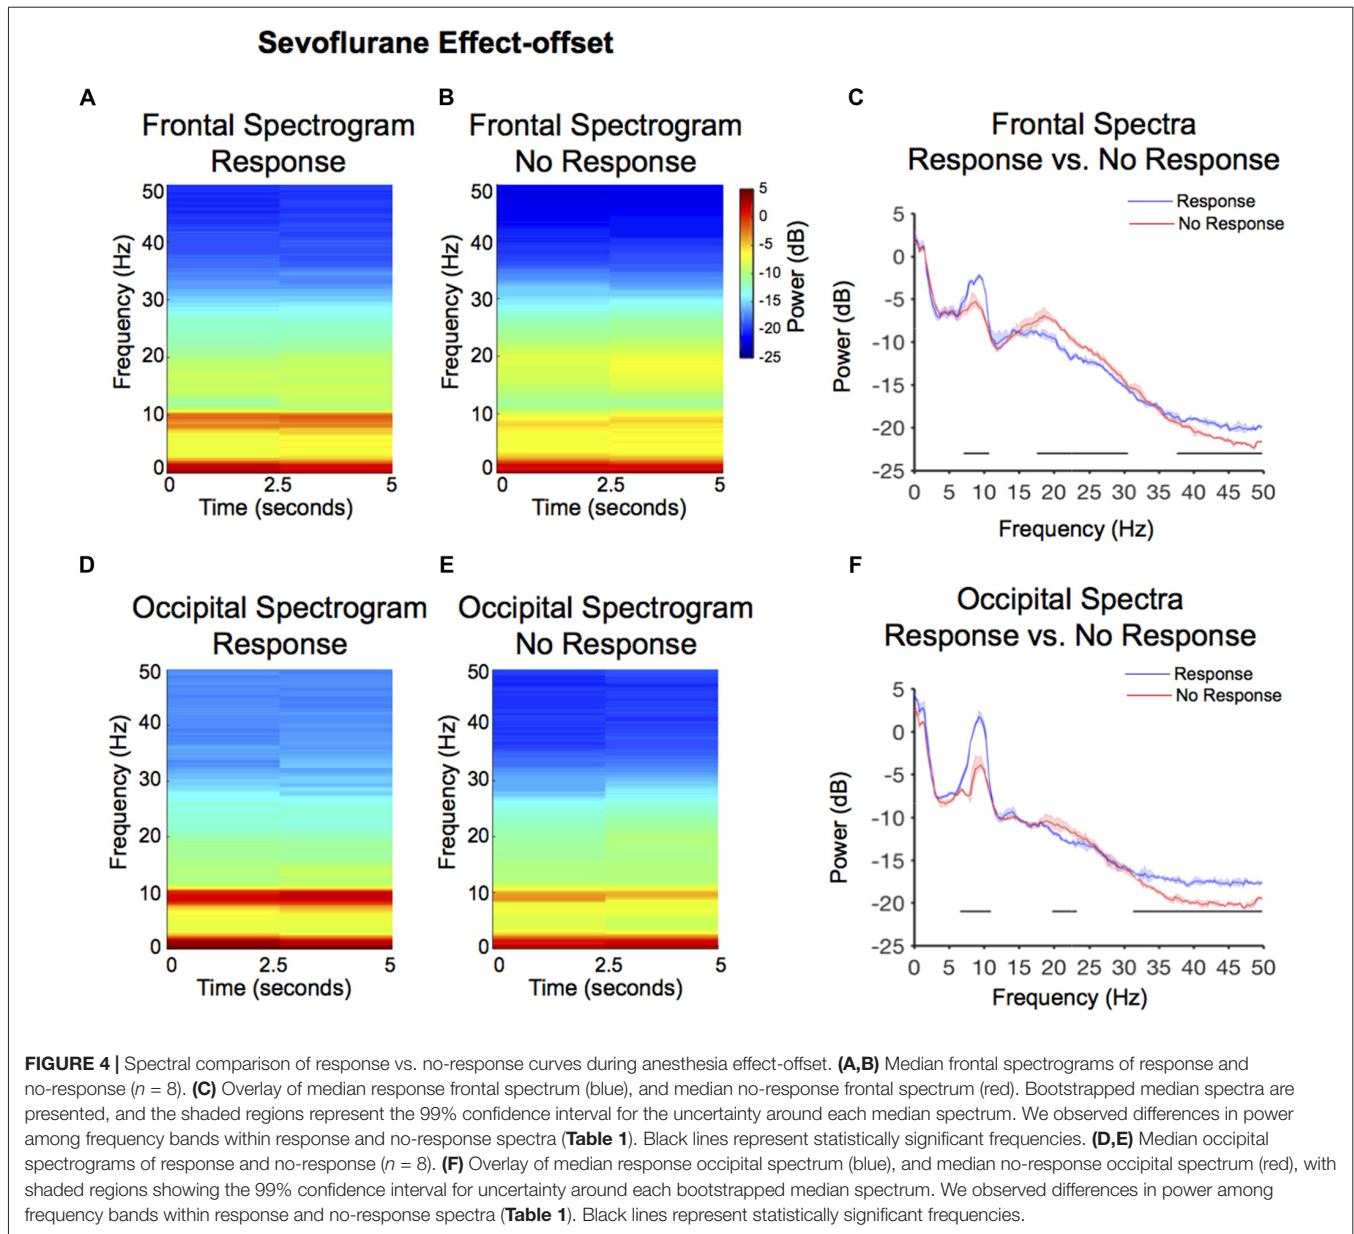 Sevoflurane Effect-offset
A
Frontal Spectrogram
Response
50
40
30
20
10
0
Frequency (Hz)
0
2.5
5
Time (seconds)
B
Frontal Spectrogram
No Response
50
40
30
20
10
0
Frequency (Hz)
0
2.5
5
Time (seconds)
5
0
-5
-10
-15
-20
-25
Power (dB)
C
Frontal Spectra
Response vs. No Response
Response
No Response
5
0
-5
-10
-15
-20
-25
Power (dB)
0 5 10 15 20 25 30 35 40 45 50
Frequency (Hz)
D
Occipital Spectrogram
Response
50
40
30
20
10
0
Frequency (Hz)
0
2.5
5
Time (seconds)
E
Occipital Spectrogram
No Response
50
40
30
20
10
0
Frequency (Hz)
0
2.5
5
Time (seconds)
F
Occipital Spectra
Response vs. No Response
Response
No Response
5
0
-5
-10
-15
-20
-25
Power (dB)
0 5 10 15 20 25 30 35 40 45 50
Frequency (Hz)
FIGURE 4 | Spectral comparison of response vs. no-response curves during anesthesia effect-offset. (A,B) Median frontal spectrograms of response and
no-response (n = 8). (C) Overlay of median response frontal spectrum (blue), and median no-response frontal spectrum (red). Bootstrapped median spectra are
presented, and the shaded regions represent the 99% confidence interval for the uncertainty around each median spectrum. We observed differences in power
among frequency bands within response and no-response spectra (Table 1). Black lines represent statistically significant frequencies. (D,E) Median occipital
spectrograms of response and no-response (n = 8). (F) Overlay of median response occipital spectrum (blue), and median no-response occipital spectrum (red), with
shaded regions showing the 99% confidence interval for uncertainty around each bootstrapped median spectrum. We observed differences in power among
frequency bands within response and no-response spectra (Table 1). Black lines represent statistically significant frequencies.